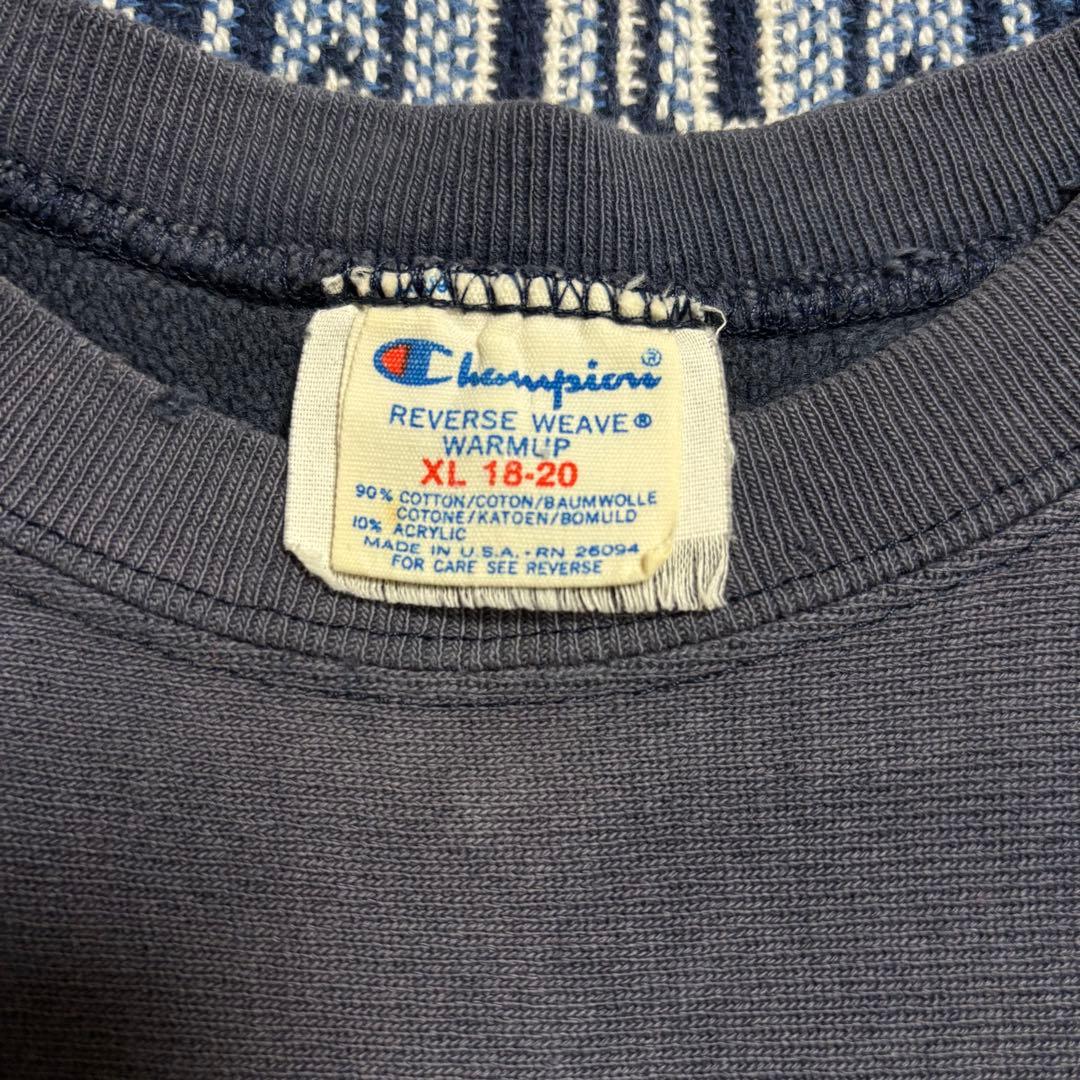 Champion®
REVERSE WEAVE®
WARMUP
XL 18-20
90% COTTON/COTON/BAUMWOLLE
COTONE/KATOEN/BOMULD
10% ACRYLIC
MADE IN U.S.A. - RN 26094
FOR CARE SEE REVERSE